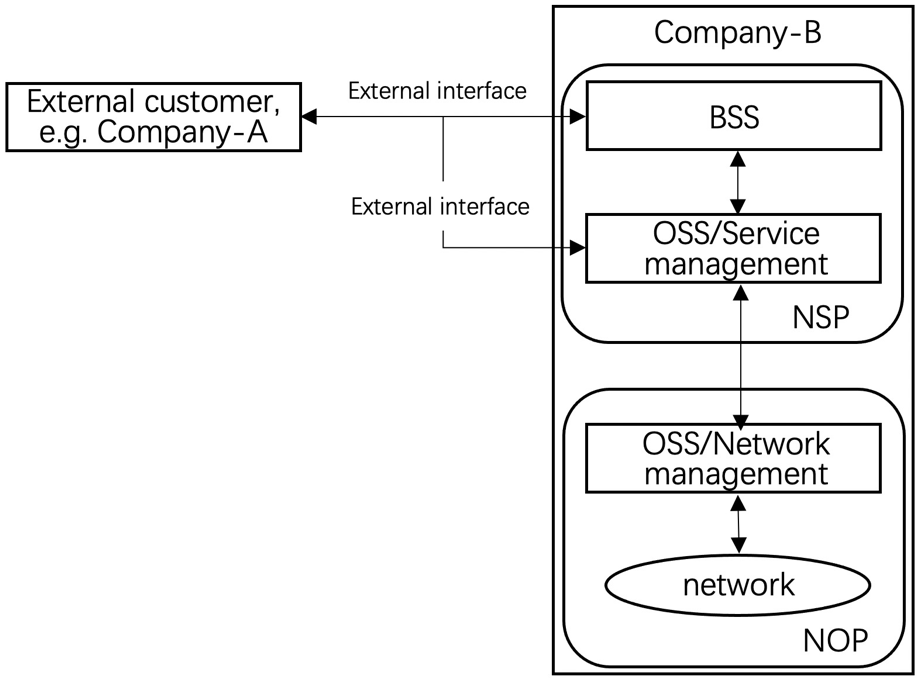 Company-B
External customer,
e.g. Company-A
External interface
BSS
External interface
OSS/Service
management
NSP
OSS/Network
management
network
NOP